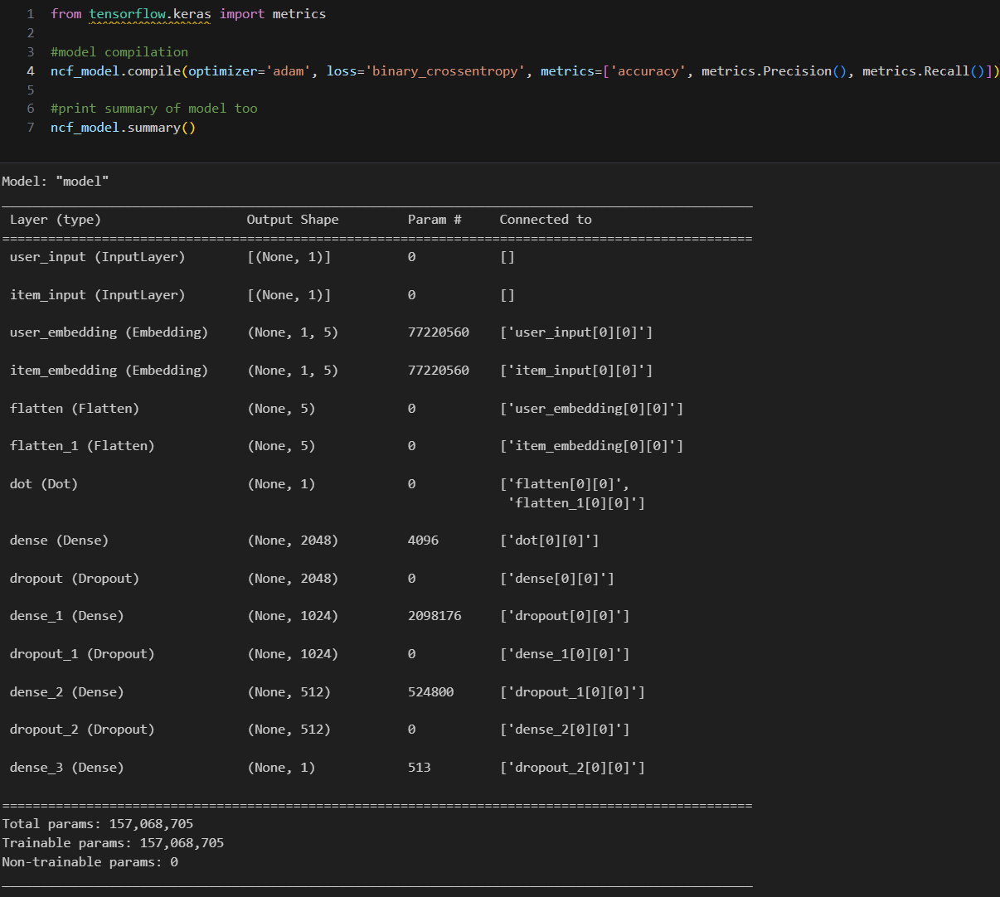 1 from tensorflow.keras import metrics
2
3 #model compilation
4 ncf_model.compile(optimizer='adam', loss='binary_crossentropy', metrics=['accuracy', metrics.Precision(), metrics.Recall()])
5
6 #print summary of model too
7 ncf_model.summary()
Model: "model"
__________________________________________________________________________________________________
Layer (type) Output Shape Param # Connected to
==================================================================================================
user_input (InputLayer) [(None, 1)] 0 []
item_input (InputLayer) [(None, 1)] 0 []
user_embedding (Embedding) (None, 1, 5) 77220560 ['user_input[0][0]']
item_embedding (Embedding) (None, 1, 5) 77220560 ['item_input[0][0]']
flatten (Flatten) (None, 5) 0 ['user_embedding[0][0]']
flatten_1 (Flatten) (None, 5) 0 ['item_embedding[0][0]']
dot (Dot) (None, 1) 0 ['flatten[0][0]',
'flatten_1[0][0]']
dense (Dense) (None, 2048) 4096 ['dot[0][0]']
dropout (Dropout) (None, 2048) 0 ['dense[0][0]']
dense_1 (Dense) (None, 1024) 2098176 ['dropout[0][0]']
dropout_1 (Dropout) (None, 1024) 0 ['dense_1[0][0]']
dense_2 (Dense) (None, 512) 524800 ['dropout_1[0][0]']
dropout_2 (Dropout) (None, 512) 0 ['dense_2[0][0]']
dense_3 (Dense) (None, 1) 513 ['dropout_2[0][0]']
==================================================================================================
Total params: 157,068,705
Trainable params: 157,068,705
Non-trainable params: 0
__________________________________________________________________________________________________